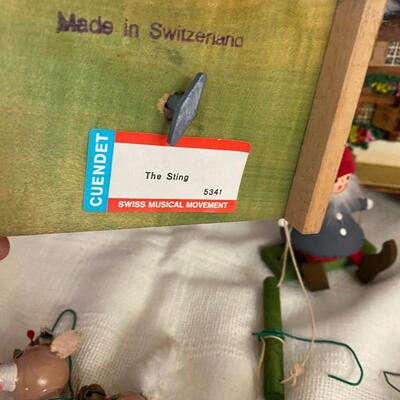 Made in Switzerland
CUENDET
The Sting
5341
SWISS MUSICAL MOVEMENT